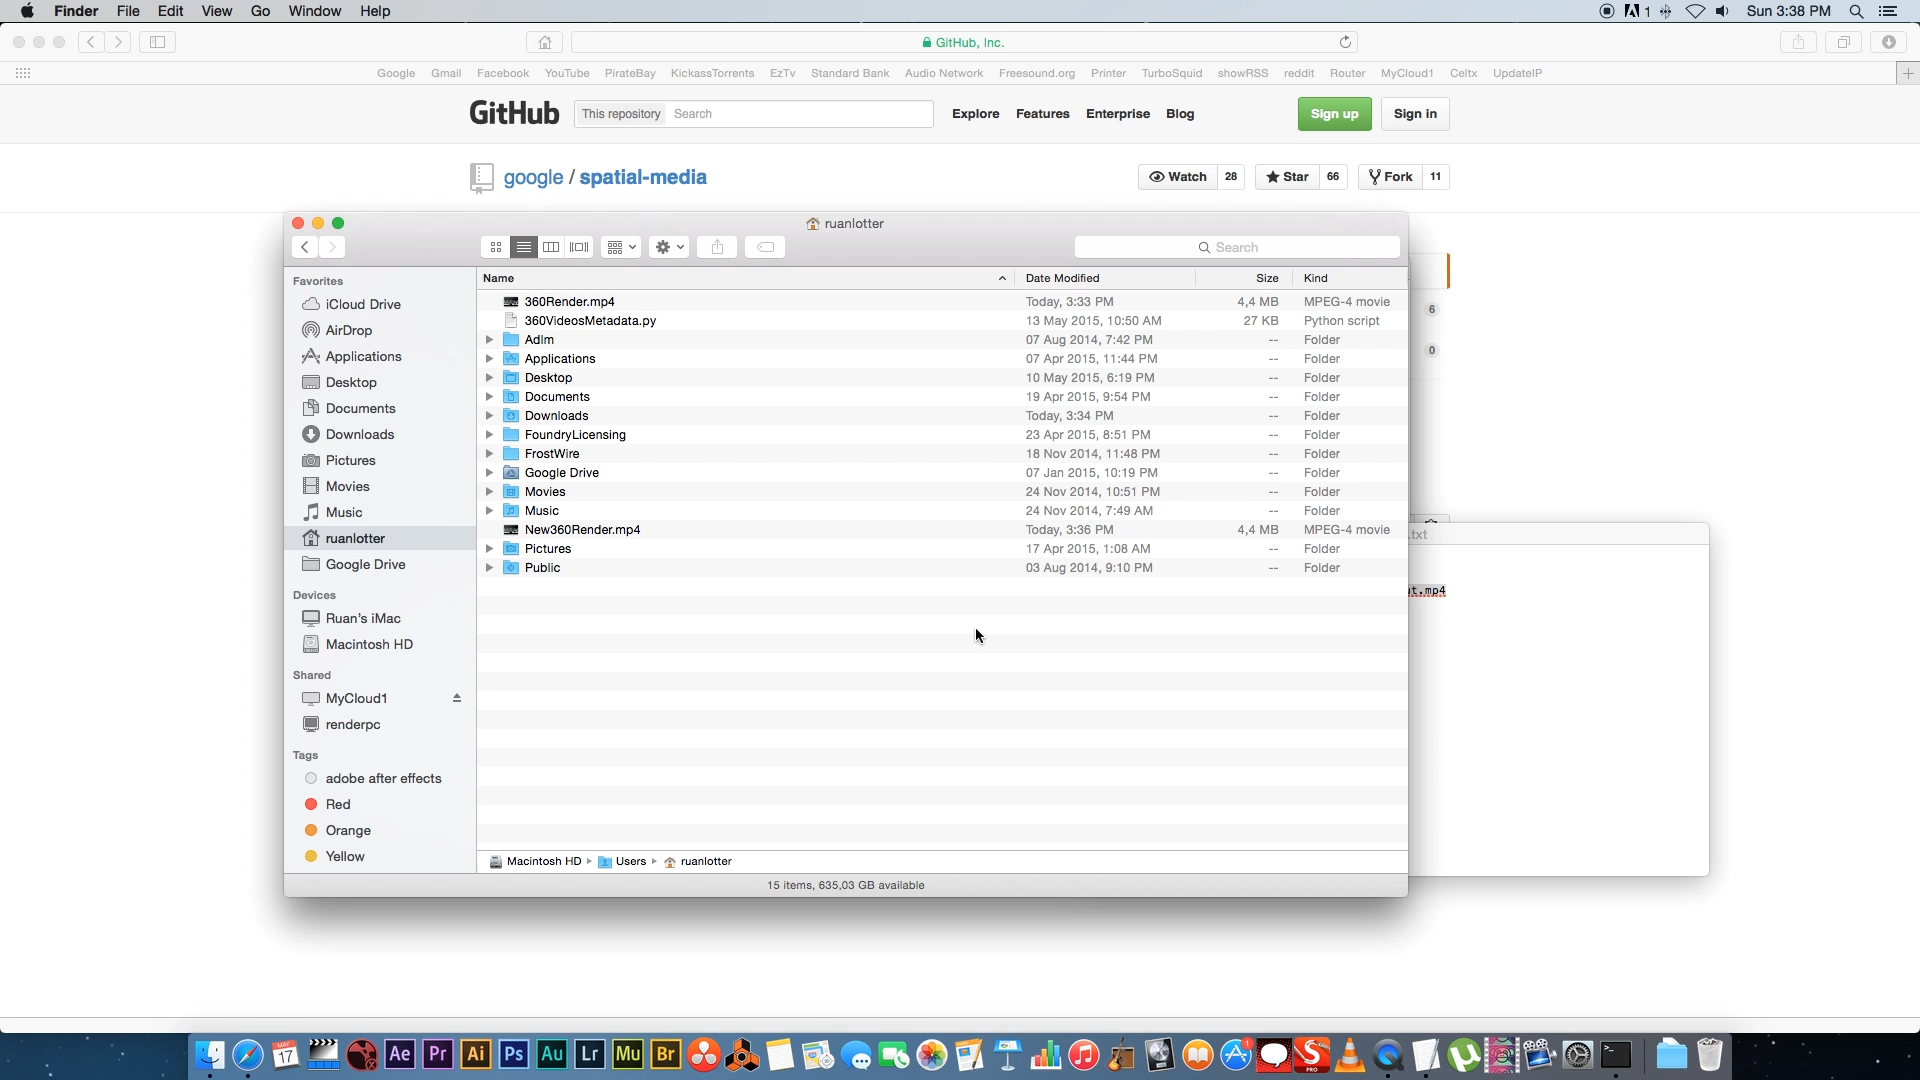 Finder File Edit View Go Window Help 1 Sun 3:38 PM
GitHub, Inc.
Google Gmail Facebook YouTube PirateBay KickassTorrents EzTv Standard Bank Audio Network Freesound.org Printer TurboSquid showRSS reddit Router MyCloud1 Celtx UpdateIP
GitHub This repository Search Explore Features Enterprise Blog Sign up Sign in
google / spatial-media Watch 28 Star 66 Fork 11
ruanlotter
Search
Favorites
iCloud Drive
AirDrop
Applications
Desktop
Documents
Downloads
Pictures
Movies
Music
ruanlotter
Google Drive
Devices
Ruan's iMac
Macintosh HD
Shared
MyCloud1
renderpc
Tags
adobe after effects
Red
Orange
Yellow
Name Date Modified Size Kind
360Render.mp4 Today, 3:33 PM 4,4 MB MPEG-4 movie
360VideosMetadata.py 13 May 2015, 10:50 AM 27 KB Python script
Adlm 07 Aug 2014, 7:42 PM -- Folder
Applications 07 Apr 2015, 11:44 PM -- Folder
Desktop 10 May 2015, 6:19 PM -- Folder
Documents 19 Apr 2015, 9:54 PM -- Folder
Downloads Today, 3:34 PM -- Folder
FoundryLicensing 23 Apr 2015, 8:51 PM -- Folder
FrostWire 18 Nov 2014, 11:48 PM -- Folder
Google Drive 07 Jan 2015, 10:19 PM -- Folder
Movies 24 Nov 2014, 10:51 PM -- Folder
Music 24 Nov 2014, 7:49 AM -- Folder
New360Render.mp4 Today, 3:36 PM 4,4 MB MPEG-4 movie
Pictures 17 Apr 2015, 1:08 AM -- Folder
Public 03 Aug 2014, 9:10 PM -- Folder
Macintosh HD Users ruanlotter
15 items, 635,03 GB available
6
0
.txt
ut.mp4
MAY 17 Ae Pr Ai Ps Au Lr Mu Br 1 S PRO